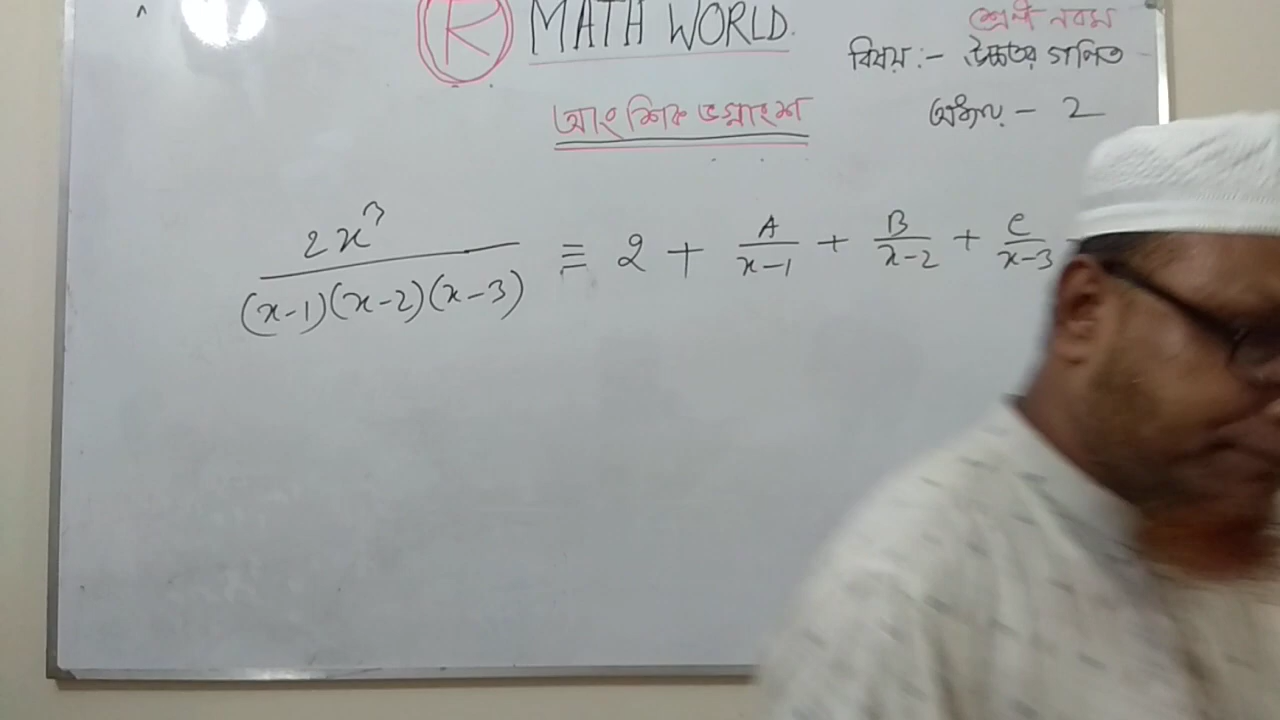 R MATH WORLD.
শ্রেণী নবম
বিষয়:- উচ্চতর গণিত
আংশিক ভগ্নাংশ
অধ্যায় - 2
2x³ / (x-1)(x-2)(x-3) ≡ 2 + A/x-1 + B/x-2 + C/x-3